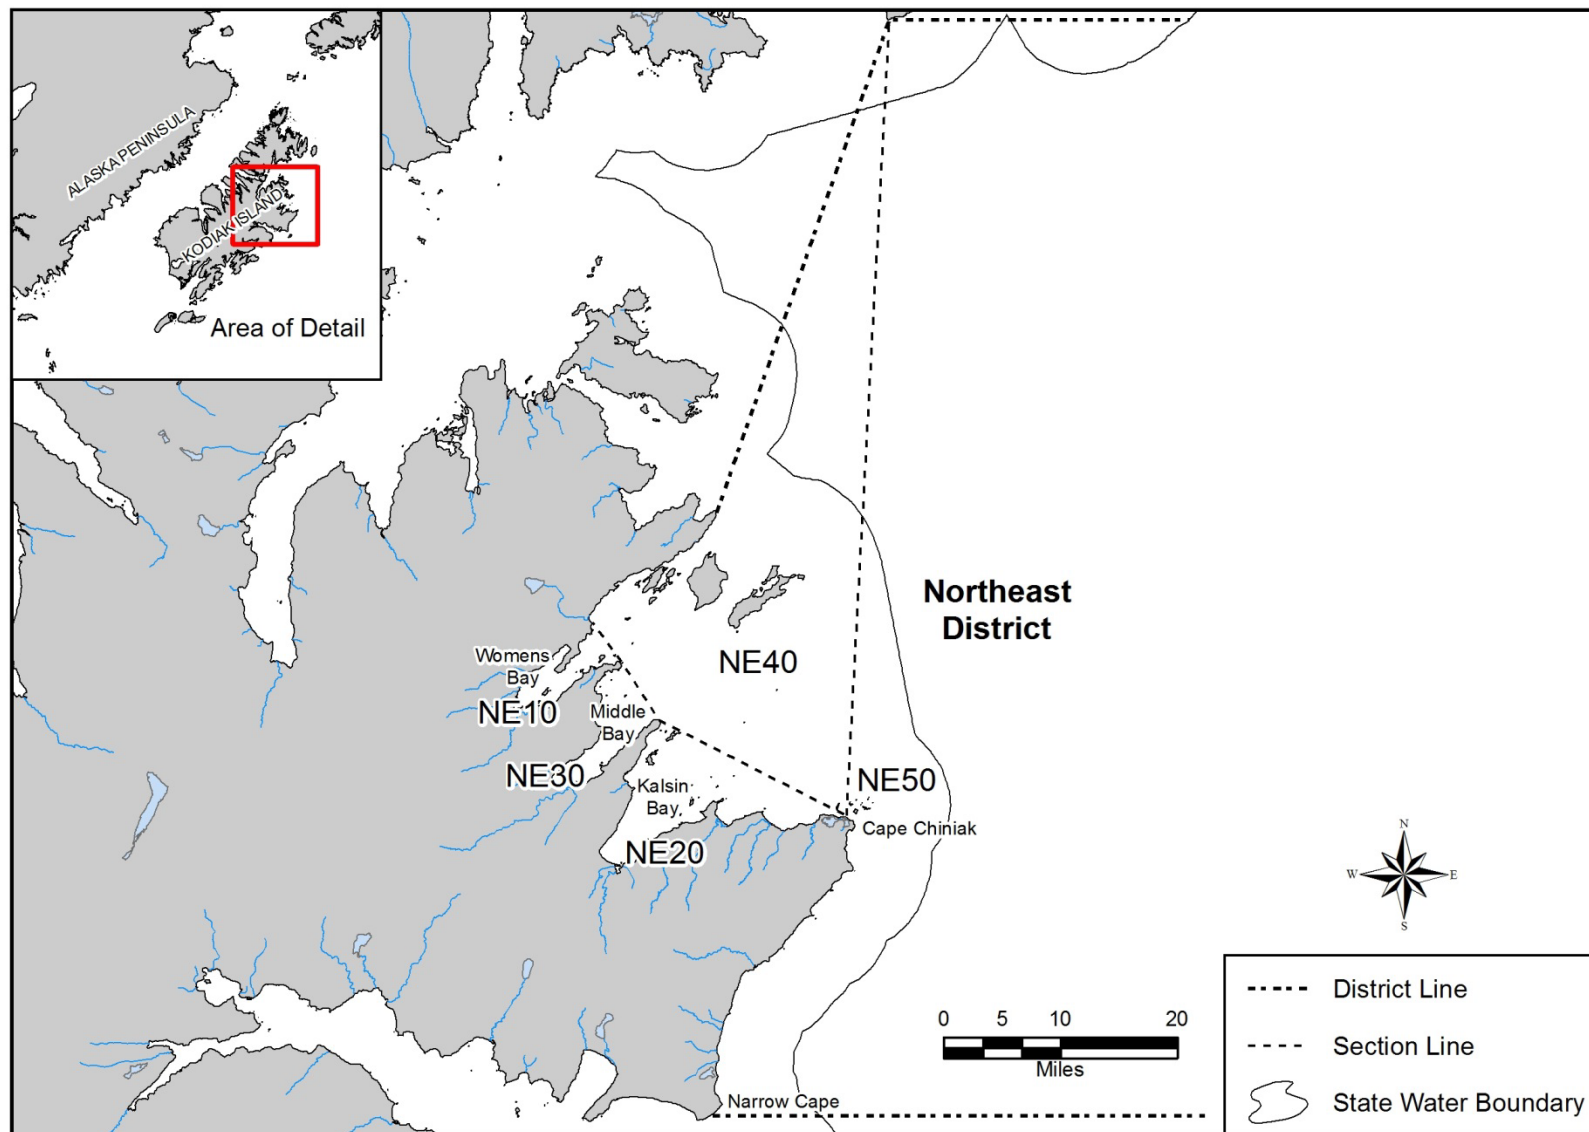 ALASKA PENINSULA
KODIAK ISLAND
Area of Detail
Northeast
District
Womens
Bay
NE40
NE10
Middle
Bay
NE30
Kalsin
Bay
NE50
Cape Chiniak
NE20
N
W
E
S
0 5 10 20
Miles
Narrow Cape
District Line
Section Line
State Water Boundary